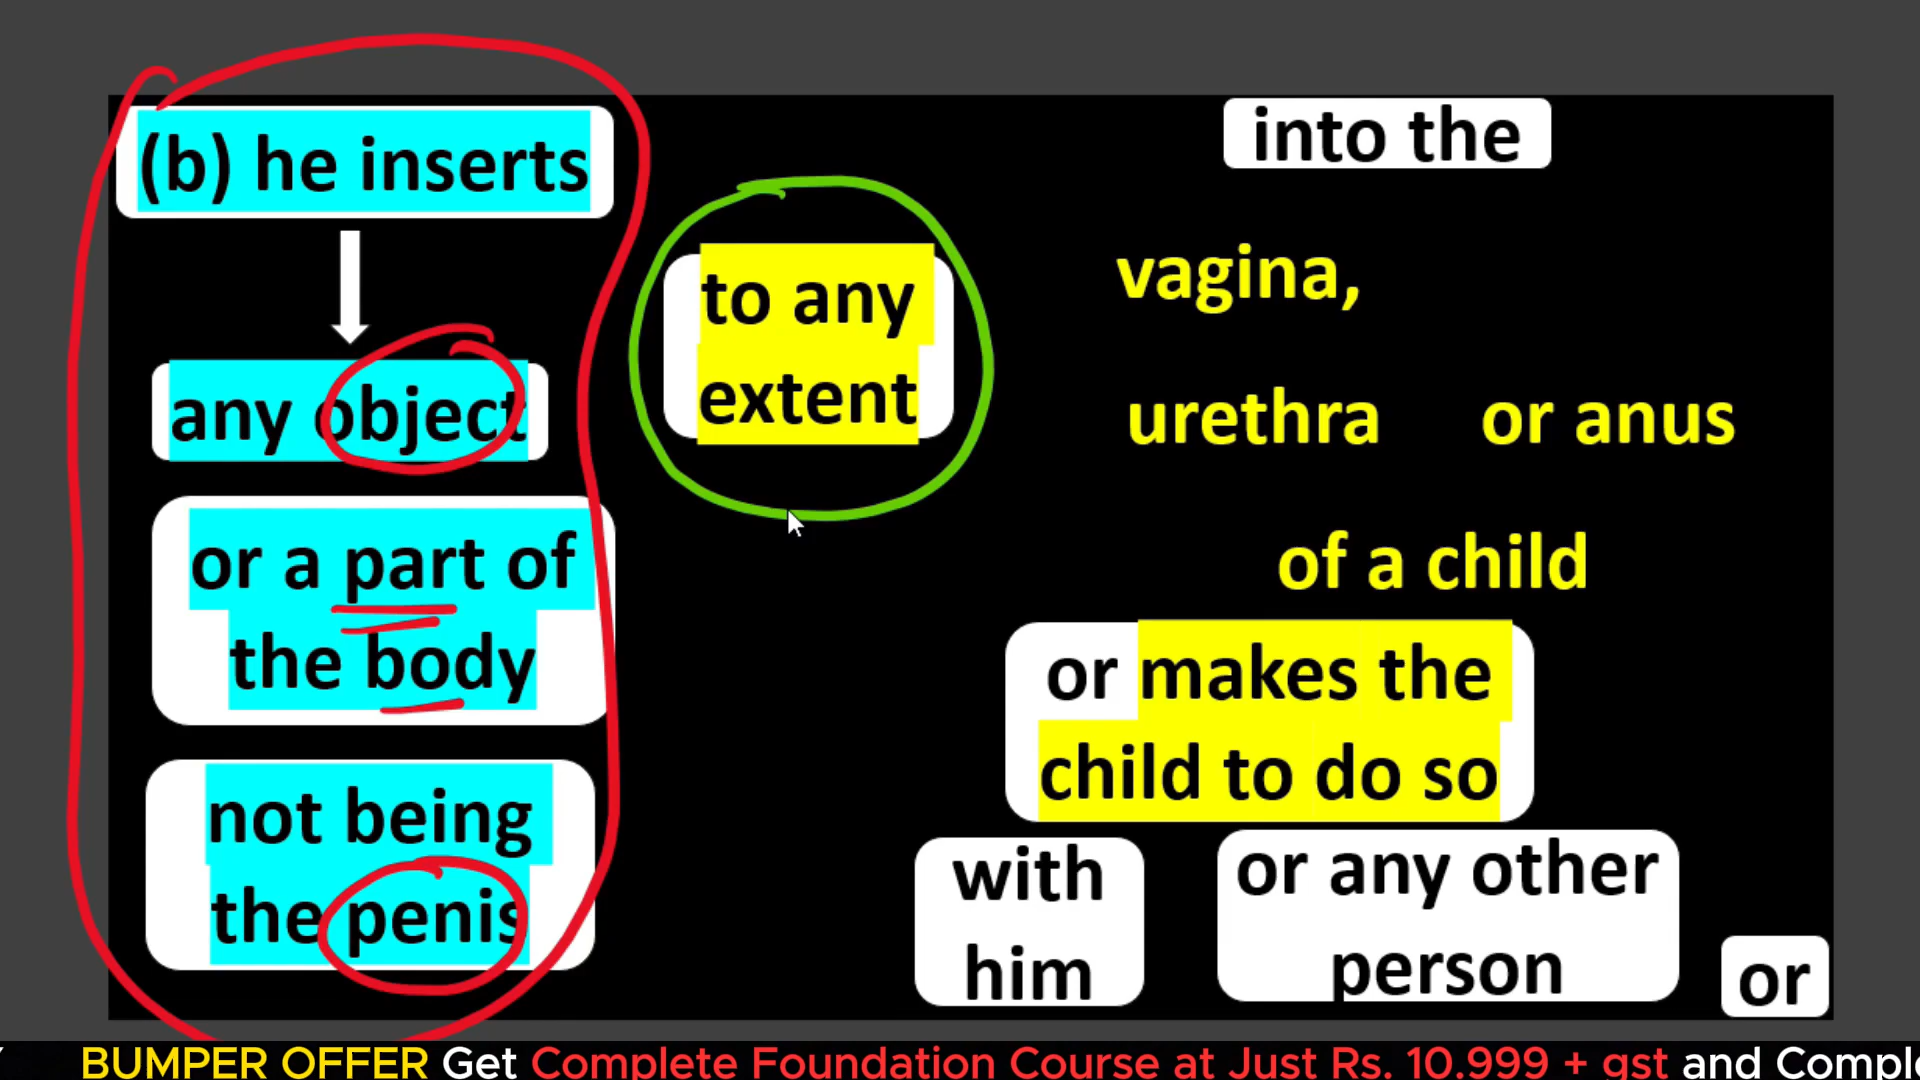 (b) he inserts
any object
or a part of
the body
not being
the penis
to any
extent
into the
vagina,
urethra or anus
of a child
or makes the
child to do so
with
him
or any other
person
or
BUMPER OFFER Get Complete Foundation Course at Just Rs. 10.999 + gst and Comple